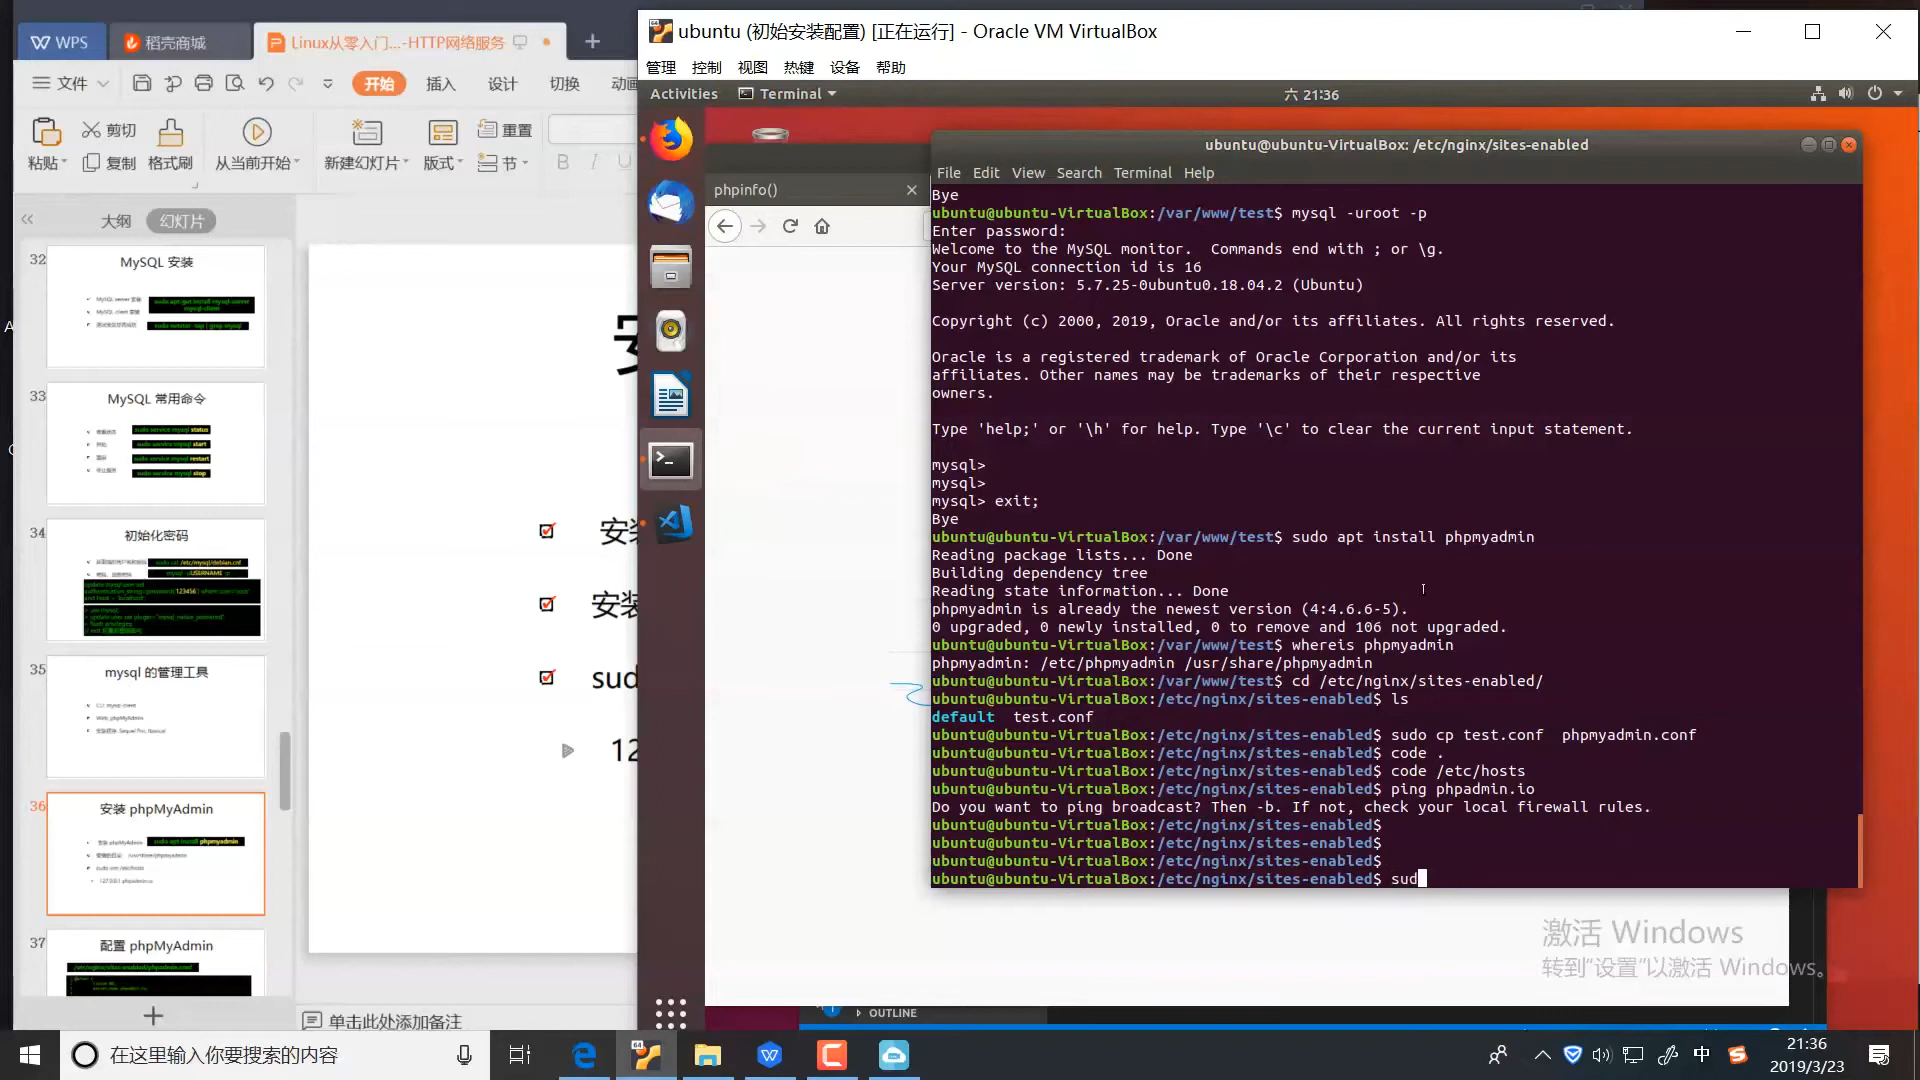 WPS
稻壳商城
Linux从零入门...-HTTP网络服务
文件
开始
插入
设计
切换
动画
粘贴
剪切
复制
格式刷
从当前开始
新建幻灯片
版式
重置
节
B I U
大纲
幻灯片
32
MySQL 安装
33
MySQL 常用命令
sudo service mysql status
sudo service mysql start
sudo service mysql restart
sudo service mysql stop
34
初始化密码
35
mysql 的管理工具
36
安装 phpMyAdmin
sudo apt install phpmyadmin
37
配置 phpMyAdmin
安装
sud
12
单击此处添加备注
ubuntu (初始安装配置) [正在运行] - Oracle VM VirtualBox
管理 控制 视图 热键 设备 帮助
Activities
Terminal
六 21:36
phpinfo()
ubuntu@ubuntu-VirtualBox: /etc/nginx/sites-enabled
File Edit View Search Terminal Help
Bye
ubuntu@ubuntu-VirtualBox:/var/www/test$ mysql -uroot -p
Enter password:
Welcome to the MySQL monitor.  Commands end with ; or \g.
Your MySQL connection id is 16
Server version: 5.7.25-0ubuntu0.18.04.2 (Ubuntu)
Copyright (c) 2000, 2019, Oracle and/or its affiliates. All rights reserved.
Oracle is a registered trademark of Oracle Corporation and/or its
affiliates. Other names may be trademarks of their respective
owners.
Type 'help;' or '\h' for help. Type '\c' to clear the current input statement.
mysql>
mysql>
mysql> exit;
Bye
ubuntu@ubuntu-VirtualBox:/var/www/test$ sudo apt install phpmyadmin
Reading package lists... Done
Building dependency tree
Reading state information... Done
phpmyadmin is already the newest version (4:4.6.6-5).
0 upgraded, 0 newly installed, 0 to remove and 106 not upgraded.
ubuntu@ubuntu-VirtualBox:/var/www/test$ whereis phpmyadmin
phpmyadmin: /etc/phpmyadmin /usr/share/phpmyadmin
ubuntu@ubuntu-VirtualBox:/var/www/test$ cd /etc/nginx/sites-enabled/
ubuntu@ubuntu-VirtualBox:/etc/nginx/sites-enabled$ ls
default  test.conf
ubuntu@ubuntu-VirtualBox:/etc/nginx/sites-enabled$ sudo cp test.conf  phpmyadmin.conf
ubuntu@ubuntu-VirtualBox:/etc/nginx/sites-enabled$ code .
ubuntu@ubuntu-VirtualBox:/etc/nginx/sites-enabled$ code /etc/hosts
ubuntu@ubuntu-VirtualBox:/etc/nginx/sites-enabled$ ping phpadmin.io
Do you want to ping broadcast? Then -b. If not, check your local firewall rules.
ubuntu@ubuntu-VirtualBox:/etc/nginx/sites-enabled$
ubuntu@ubuntu-VirtualBox:/etc/nginx/sites-enabled$
ubuntu@ubuntu-VirtualBox:/etc/nginx/sites-enabled$
ubuntu@ubuntu-VirtualBox:/etc/nginx/sites-enabled$ sud
激活 Windows
转到“设置”以激活 Windows。
OUTLINE
在这里输入你要搜索的内容
中
21:36
2019/3/23